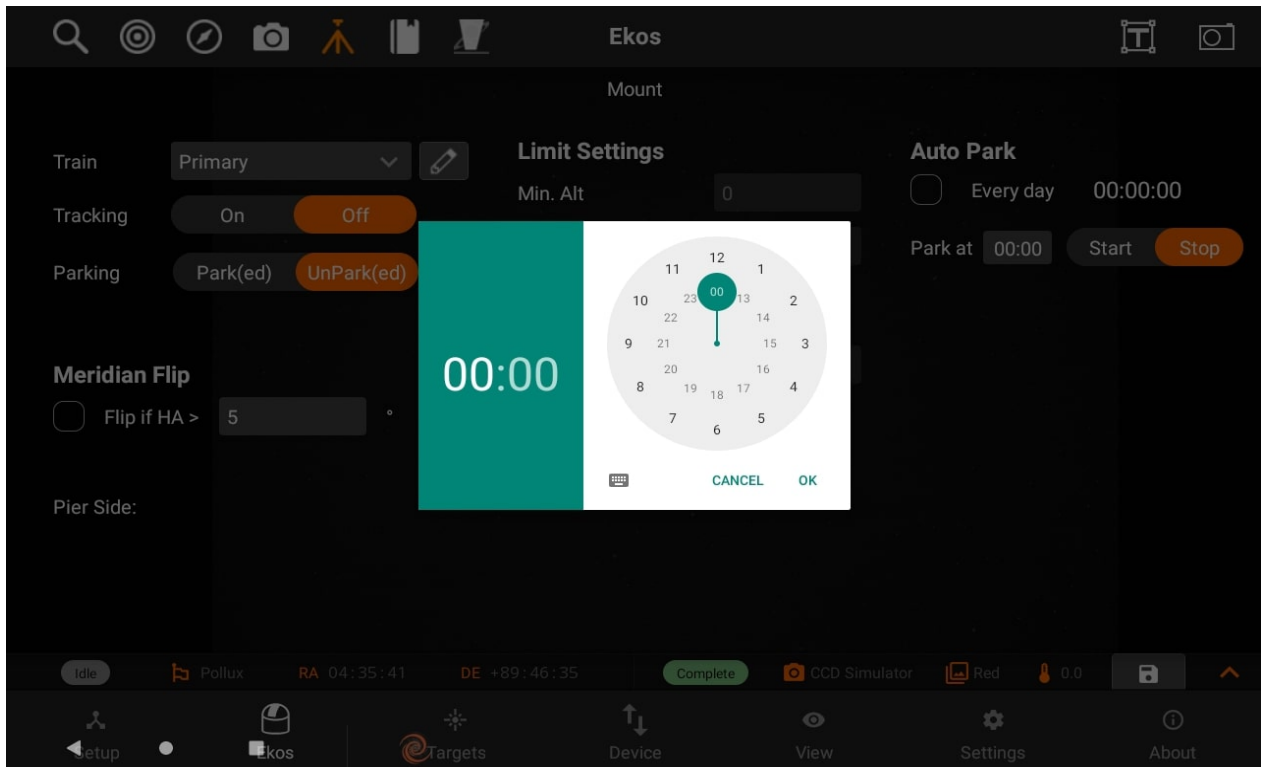 Ekos
T
Mount
Train
Primary
Limit Settings
Auto Park
Min. Alt
0
Every day
00:00:00
Tracking
On
Off
Park at
00:00
Start
Stop
Parking
Park(ed)
UnPark(ed)
Meridian Flip
Flip if HA >
5
°
Pier Side:
00:00
12
1
2
3
4
5
6
7
8
9
10
11
00
13
14
15
16
17
18
19
20
21
22
23
CANCEL
OK
Idle
Pollux
RA 04:35:41
DE +89:46:35
Complete
CCD Simulator
Red
0.0
Setup
Ekos
Targets
Device
View
Settings
About